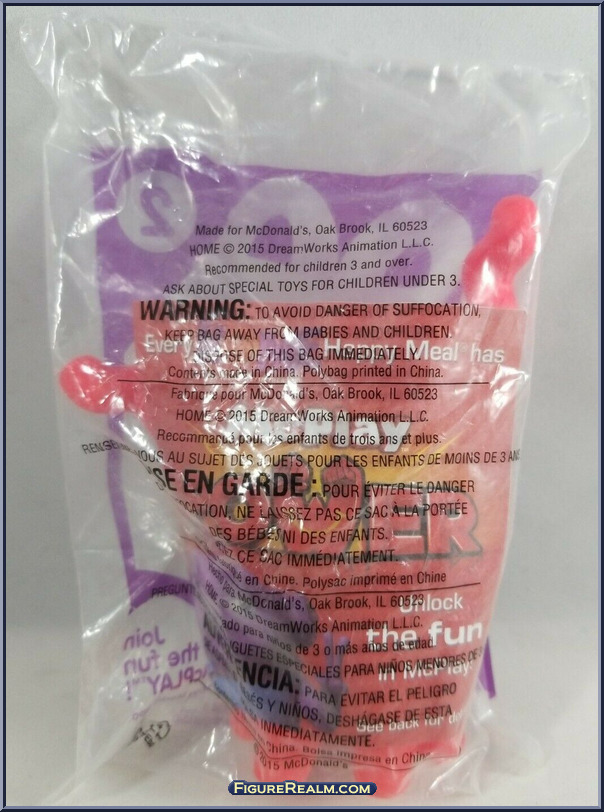 2
Made for McDonald's, Oak Brook, IL 60523
HOME © 2015 DreamWorks Animation L.L.C.
Recommended for children 3 and over.
ASK ABOUT SPECIAL TOYS FOR CHILDREN UNDER 3.
WARNING: TO AVOID DANGER OF SUFFOCATION,
KEEP BAG AWAY FROM BABIES AND CHILDREN.
DISPOSE OF THIS BAG IMMEDIATELY.
Happy Meal has
Contents made in China. Polybag printed in China.
Fabriqué pour McDonald's, Oak Brook, IL 60523
HOME © 2015 DreamWorks Animation L.L.C.
Recommandé pour les enfants de trois ans et plus.
VOUS AU SUJET DES JOUETS POUR LES ENFANTS DE MOINS DE 3 ANS
EN GARDE: POUR ÉVITER LE DANGER
NE LAISSEZ PAS CE SAC À LA PORTÉE
DES BÉBÉS NI DES ENFANTS.
CE SAC IMMÉDIATEMENT.
en Chine. Polysac imprimé en Chine
McDonald's, Oak Brook, IL 60523
Unlock
© 2015 DreamWorks Animation L.L.C.
para niños de 3 o más años de edad
the fun
ESPECIALES PARA NIÑOS MENORES DE
in McPlay
PARA EVITAR EL PELIGRO
Y NIÑOS, DESHÁGASE DE ESTA
See back for
INMEDIATAMENTE.
China. Bolsa impresa en China
©2015 McDonald's
Join
the fun
FIGUREREALM.COM